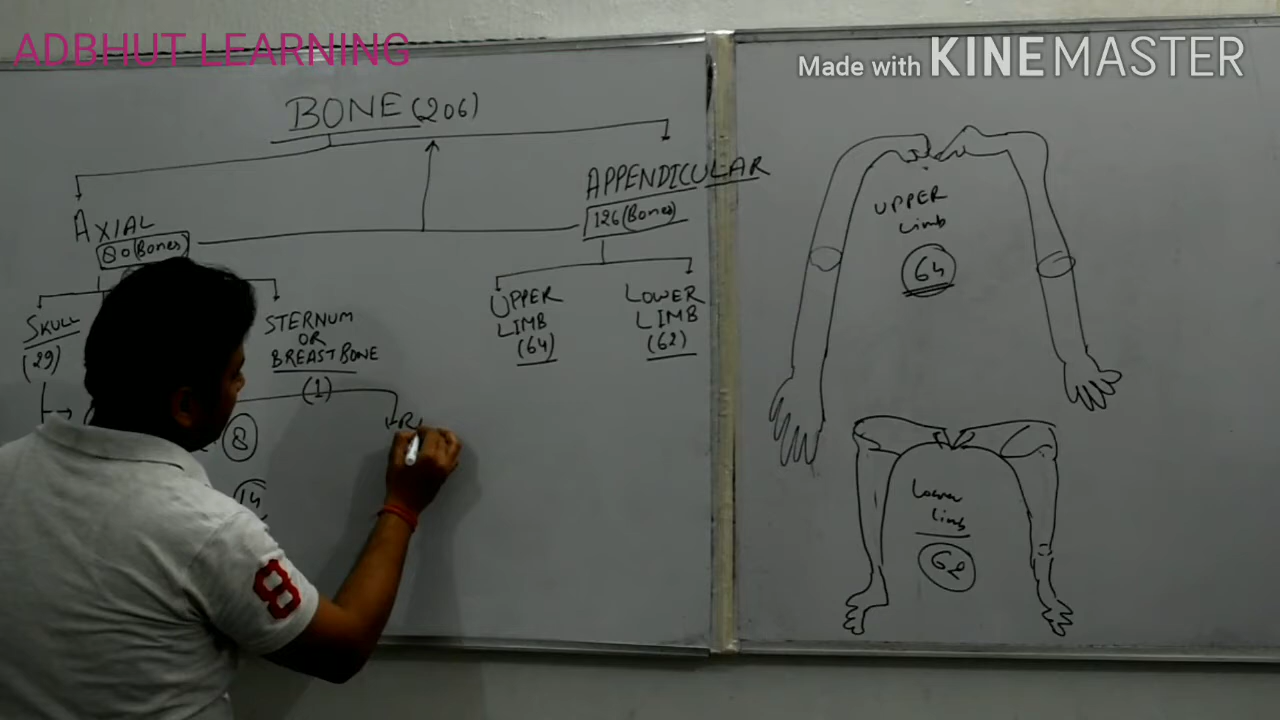 ADBHUT LEARNING
Made with KINEMASTER
BONE (206)
AXIAL
80 (Bones)
APPENDICULAR
126 (Bones)
SKULL
(29)
STERNUM
OR
BREAST BONE
(1)
UPPER
LIMB
(64)
LOWER
LIMB
(62)
8
14
8
UPPER
Limb
64
Lower
limb
62